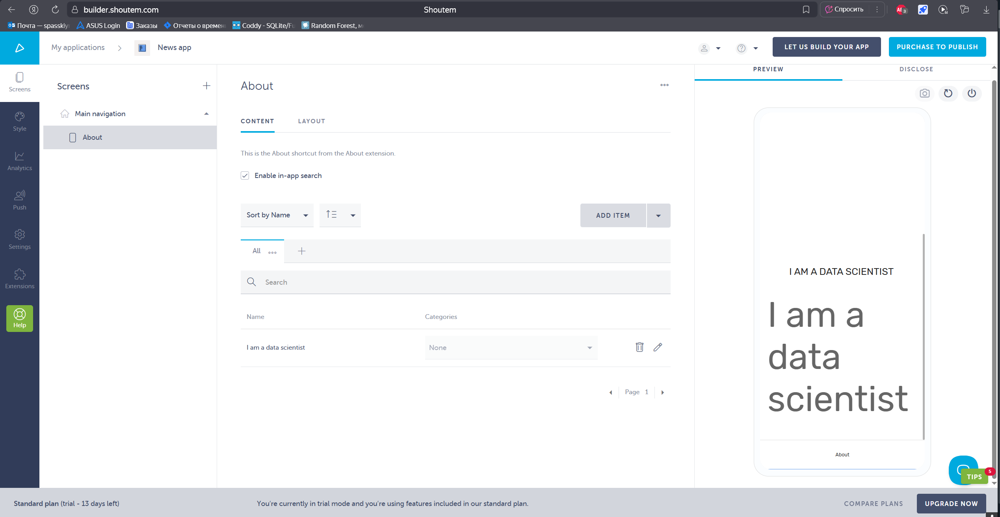 builder.shoutem.com
Shoutem
Спросить
3
Почта — spasskiy
ASUS Login
Заказы
Отчеты о времен
Coddy - SQLite/Fu
Random Forest, м
My applications
News app
LET US BUILD YOUR APP
PURCHASE TO PUBLISH
Screens
Style
Analytics
Push
Settings
Extensions
Help
Screens
Main navigation
About
About
CONTENT
LAYOUT
This is the About shortcut from the About extension.
Enable in-app search
Sort by Name
ADD ITEM
All
Search
Name
Categories
I am a data scientist
None
Page 1
PREVIEW
DISCLOSE
I AM A DATA SCIENTIST
I am a
data
scientist
About
TIPS
5
Standard plan (trial - 13 days left)
You're currently in trial mode and you're using features included in our standard plan.
COMPARE PLANS
UPGRADE NOW